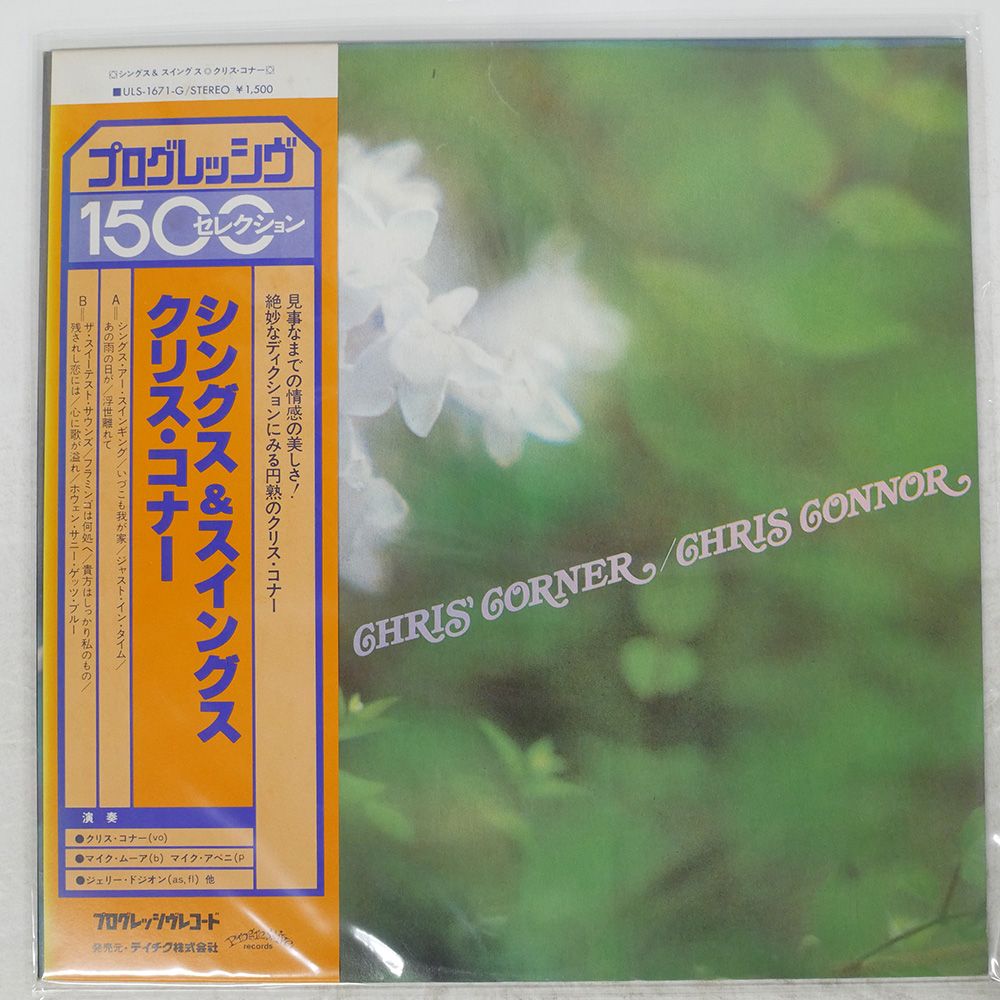 シングス & スイングス◎クリス・コナー
■ULS-1671-G/STEREO ¥1,500
プログレッシヴ
1500セレクション
見事なまでの情感の美しさ!
絶妙なディクションにみる円熟のクリス・コナー
シングス&スイングス
クリス・コナー
A=シングス・アー・スインギング/いづこも我が家/ジャスト・イン・タイム/
あの雨の日が/浮世離れて
B=ザ・スイーテスト・サウンズ/フラミンゴは何処へ/貴方はしっかり私のもの/
残されし恋には/心に歌が溢れ/ホウェン・サニー・ゲッツ・ブルー
演奏
●クリス・コナー(vo)
●マイク・ムーア(b) マイク・アベニ(p
●ジェリー・ドジオン(as,fl) 他
プログレッシヴレコード
発売元・テイチク株式会社
Progressive
records
CHRIS' CORNER/CHRIS CONNOR